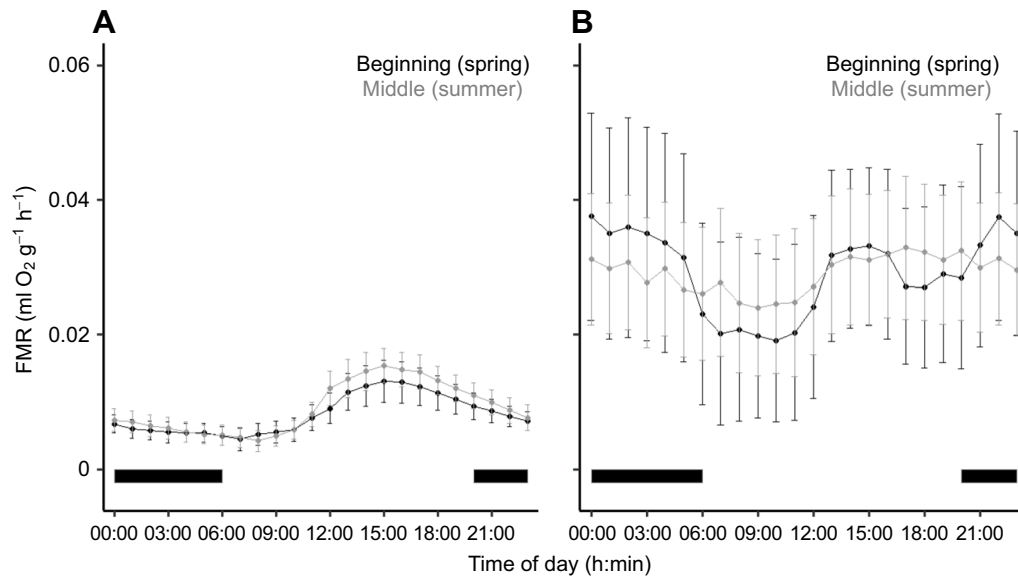 A
B
Beginning (spring)
Middle (summer)
Beginning (spring)
Middle (summer)
FMR (ml O₂ g⁻¹ h⁻¹)
0.06
0.04
0.02
0
00:00 03:00 06:00 09:00 12:00 15:00 18:00 21:00
00:00 03:00 06:00 09:00 12:00 15:00 18:00 21:00
Time of day (h:min)